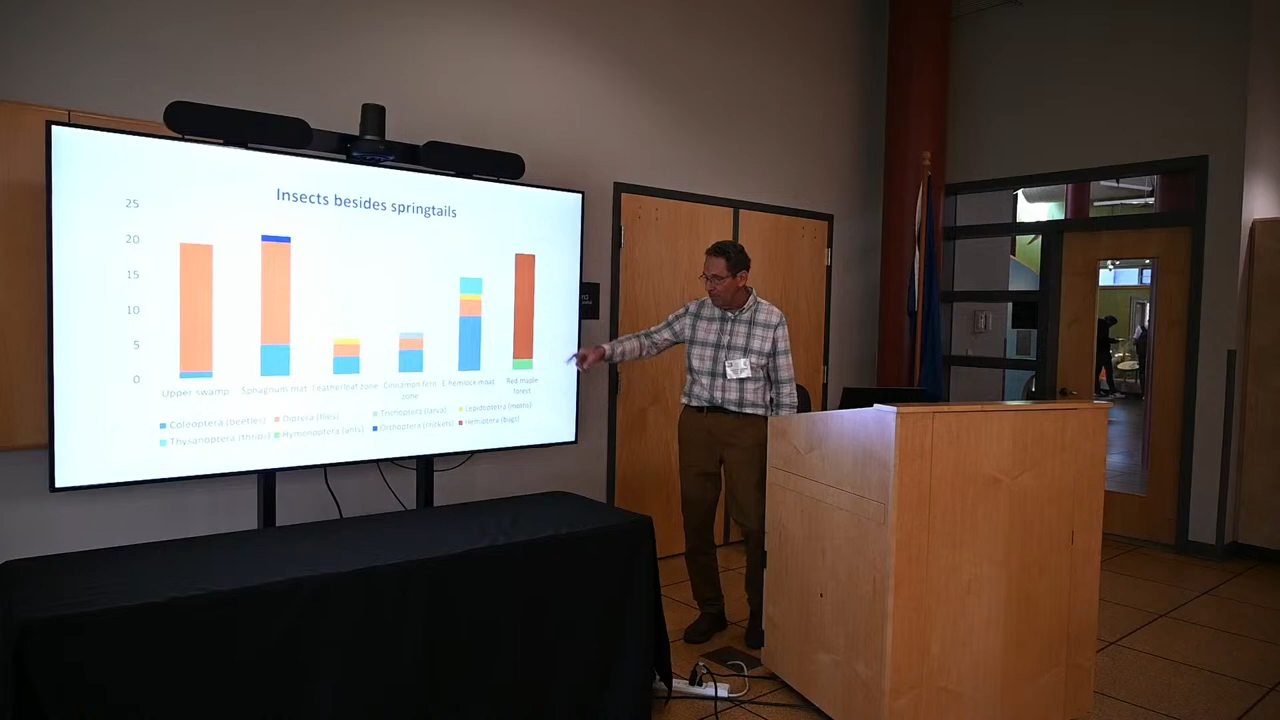 Insects besides springtails
25
20
15
10
5
0
Upper swamp Sphagnum mat Leatherleaf zone Cinnamon fern zone E hemlock moat Red maple forest
Coleoptera (beetles) Diptera (flies) Trichoptera (larva) Lepidoptera (moths)
Thysanoptera (thrips) Hymenoptera (ants) Orthoptera (crickets) Hemiptera (bugs)